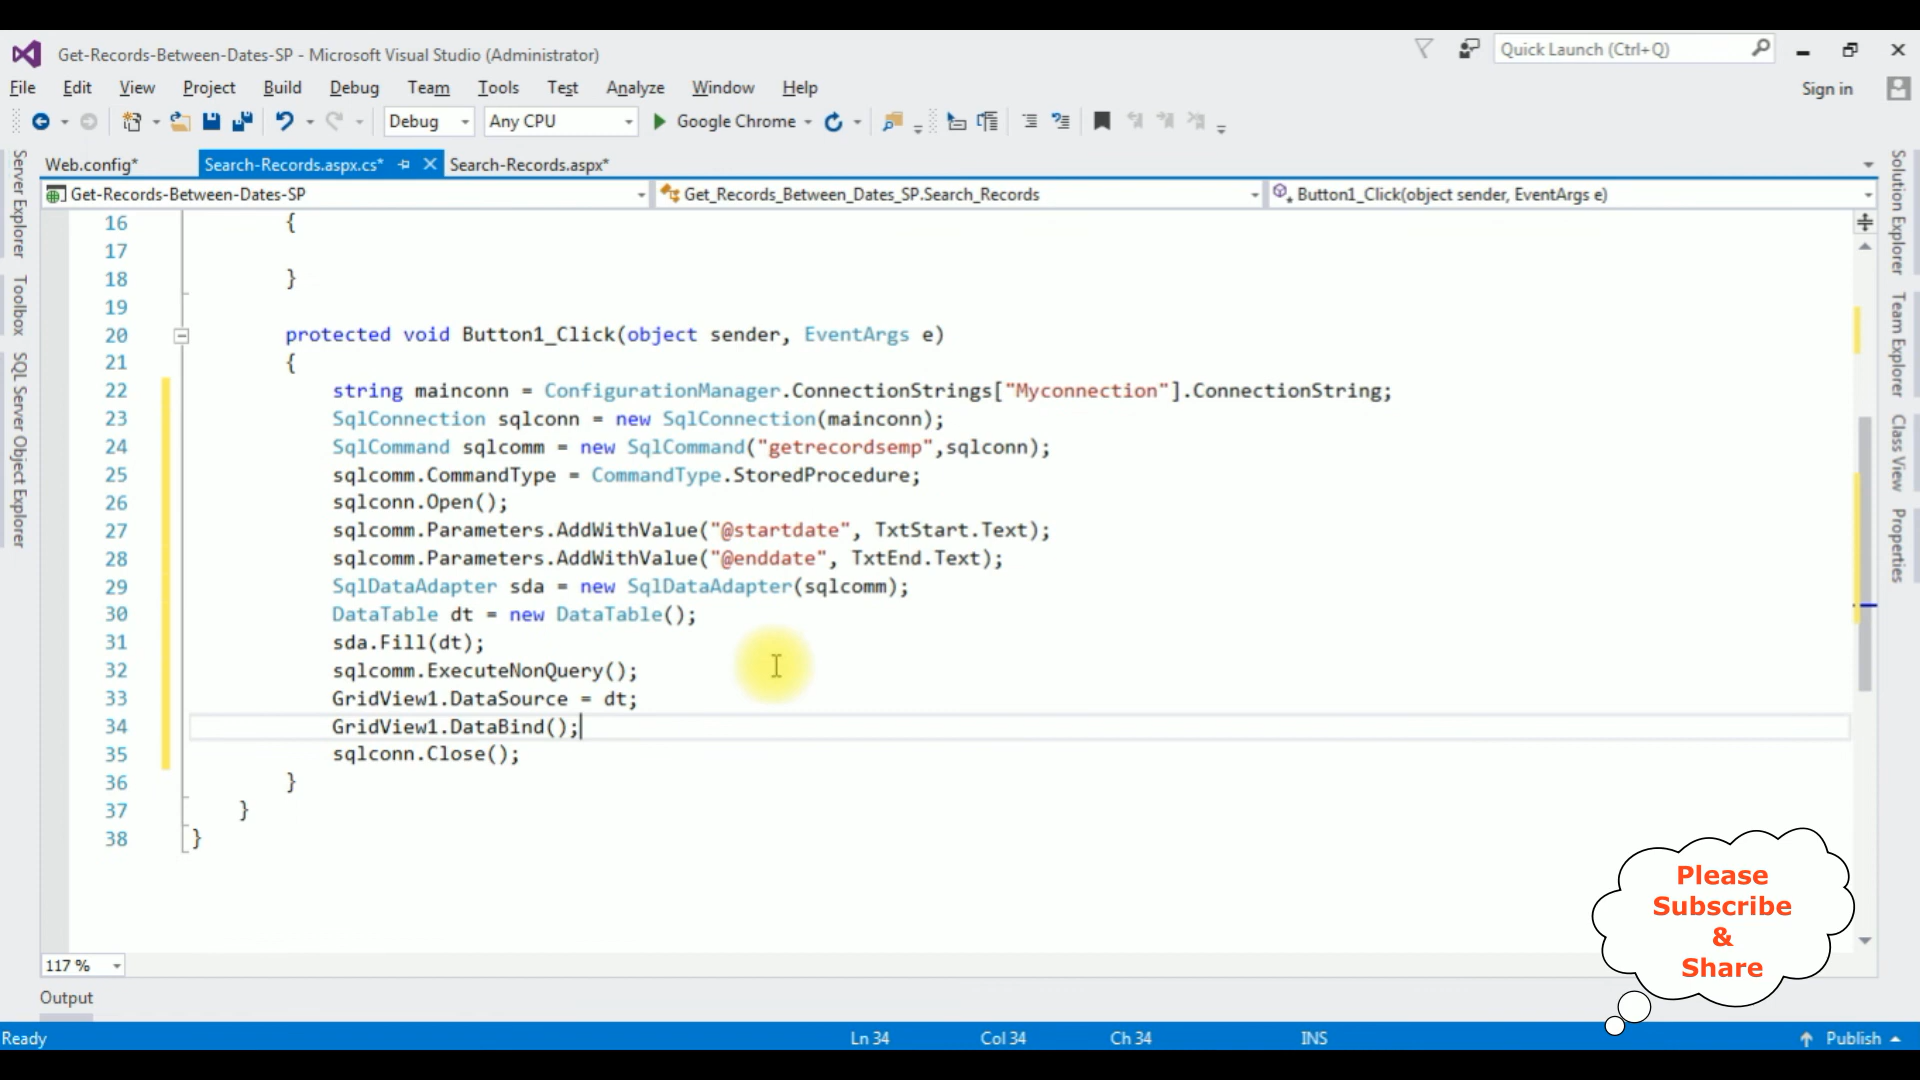 Get-Records-Between-Dates-SP - Microsoft Visual Studio (Administrator)
Quick Launch (Ctrl+Q)
File Edit View Project Build Debug Team Tools Test Analyze Window Help
Sign in
Debug Any CPU Google Chrome
Web.config* Search-Records.aspx.cs* Search-Records.aspx*
Get-Records-Between-Dates-SP Get_Records_Between_Dates_SP.Search_Records Button1_Click(object sender, EventArgs e)
Server Explorer
Toolbox
SQL Server Object Explorer
16 {
17
18 }
19
20 protected void Button1_Click(object sender, EventArgs e)
21 {
22 string mainconn = ConfigurationManager.ConnectionStrings["Myconnection"].ConnectionString;
23 SqlConnection sqlconn = new SqlConnection(mainconn);
24 SqlCommand sqlcomm = new SqlCommand("getrecordsemp",sqlconn);
25 sqlcomm.CommandType = CommandType.StoredProcedure;
26 sqlconn.Open();
27 sqlcomm.Parameters.AddWithValue("@startdate", TxtStart.Text);
28 sqlcomm.Parameters.AddWithValue("@enddate", TxtEnd.Text);
29 SqlDataAdapter sda = new SqlDataAdapter(sqlcomm);
30 DataTable dt = new DataTable();
31 sda.Fill(dt);
32 sqlcomm.ExecuteNonQuery();
33 GridView1.DataSource = dt;
34 GridView1.DataBind();
35 sqlconn.Close();
36 }
37 }
38 }
Solution Explorer
Team Explorer
Class View
Properties
Please
Subscribe
&
Share
117 %
Output
Ready Ln 34 Col 34 Ch 34 INS Publish